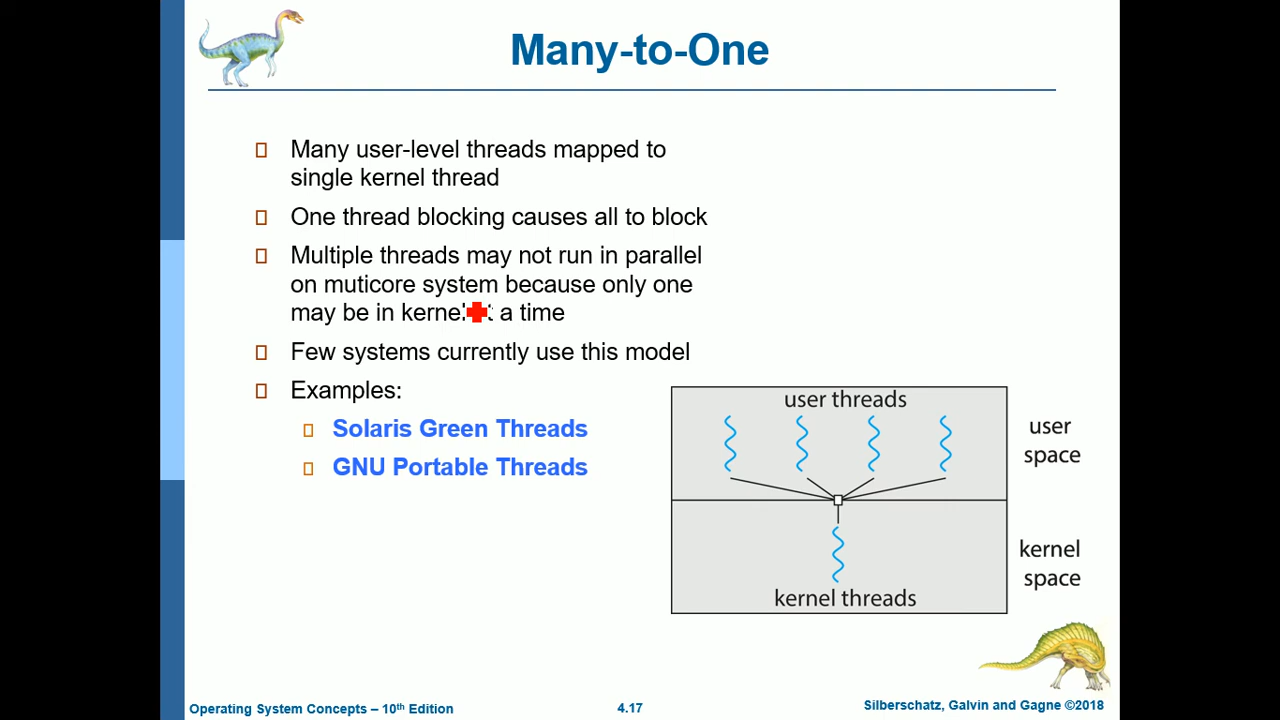 Many-to-One
Many user-level threads mapped to
single kernel thread
One thread blocking causes all to block
Multiple threads may not run in parallel
on muticore system because only one
may be in kernel a time
Few systems currently use this model
Examples:
Solaris Green Threads
GNU Portable Threads
user threads
user
space
kernel
space
kernel threads
Operating System Concepts – 10th Edition
4.17
Silberschatz, Galvin and Gagne ©2018